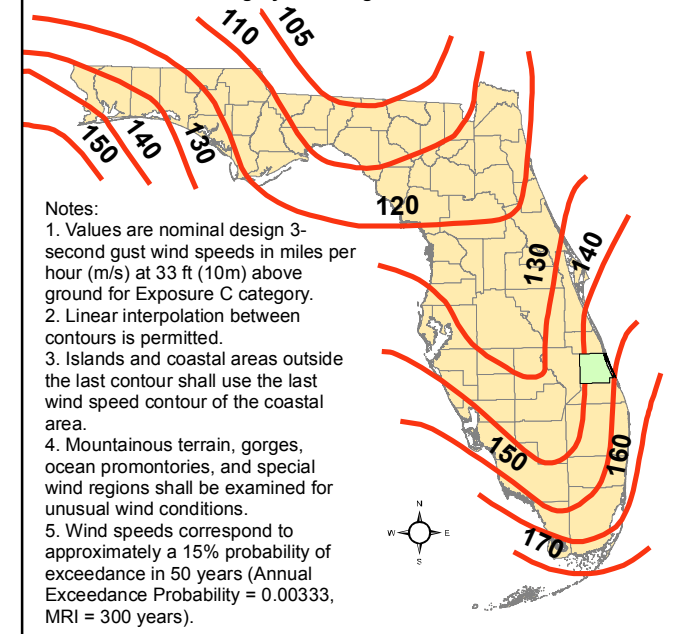 105
110
150
140
130
120
130
140
Notes:
1. Values are nominal design 3-
second gust wind speeds in miles per
hour (m/s) at 33 ft (10m) above
ground for Exposure C category.
2. Linear interpolation between
contours is permitted.
3. Islands and coastal areas outside
the last contour shall use the last
wind speed contour of the coastal
area.
4. Mountainous terrain, gorges,
ocean promontories, and special
wind regions shall be examined for
unusual wind conditions.
5. Wind speeds correspond to
approximately a 15% probability of
exceedance in 50 years (Annual
Exceedance Probability = 0.00333,
MRI = 300 years).
150
160
170
N
W E
S